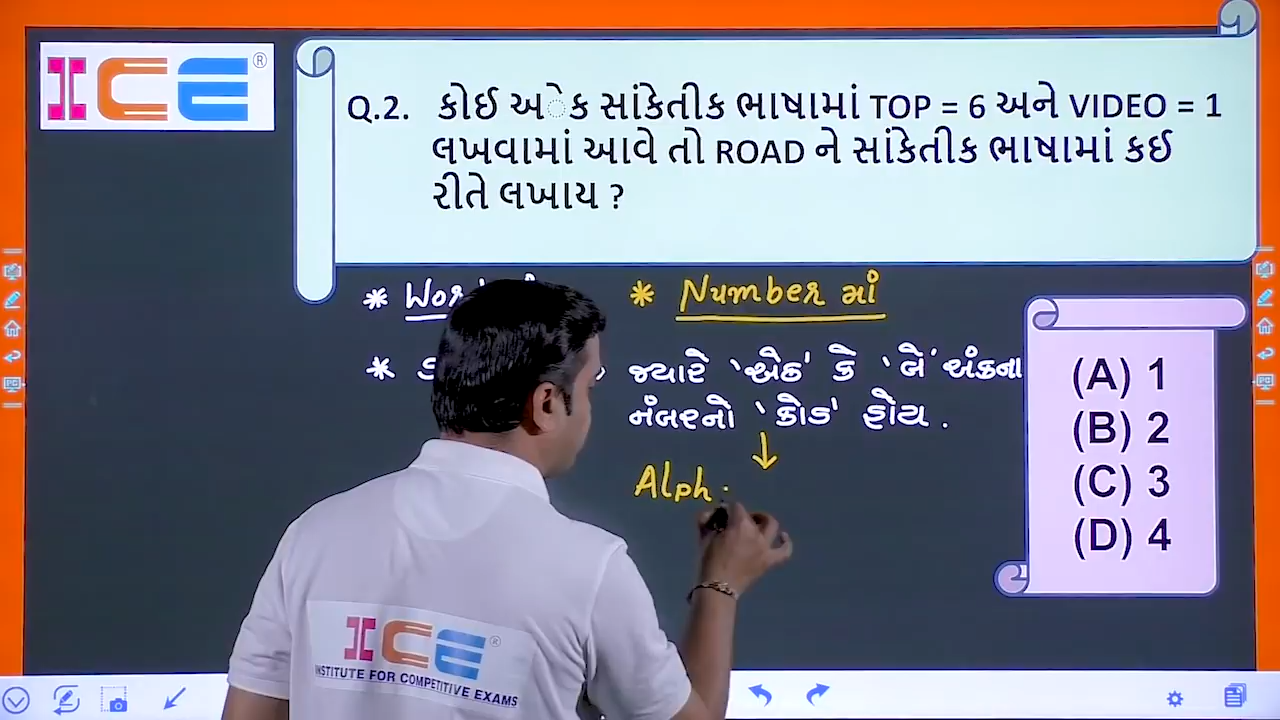 ICE®
Q.2. કોઈ અેક સાંકેતીક ભાષામાં TOP = 6 અને VIDEO = 1
લખવામાં આવે તો ROAD ને સાંકેતીક ભાષામાં કઈ
રીતે લખાય ?
* Number માં
જ્યારે 'એક' કે 'બે' અંકના
નંબરનો 'કોડ' હોય .
↓
Alph.
(A) 1
(B) 2
(C) 3
(D) 4
ICE®
INSTITUTE FOR COMPETITIVE EXAMS